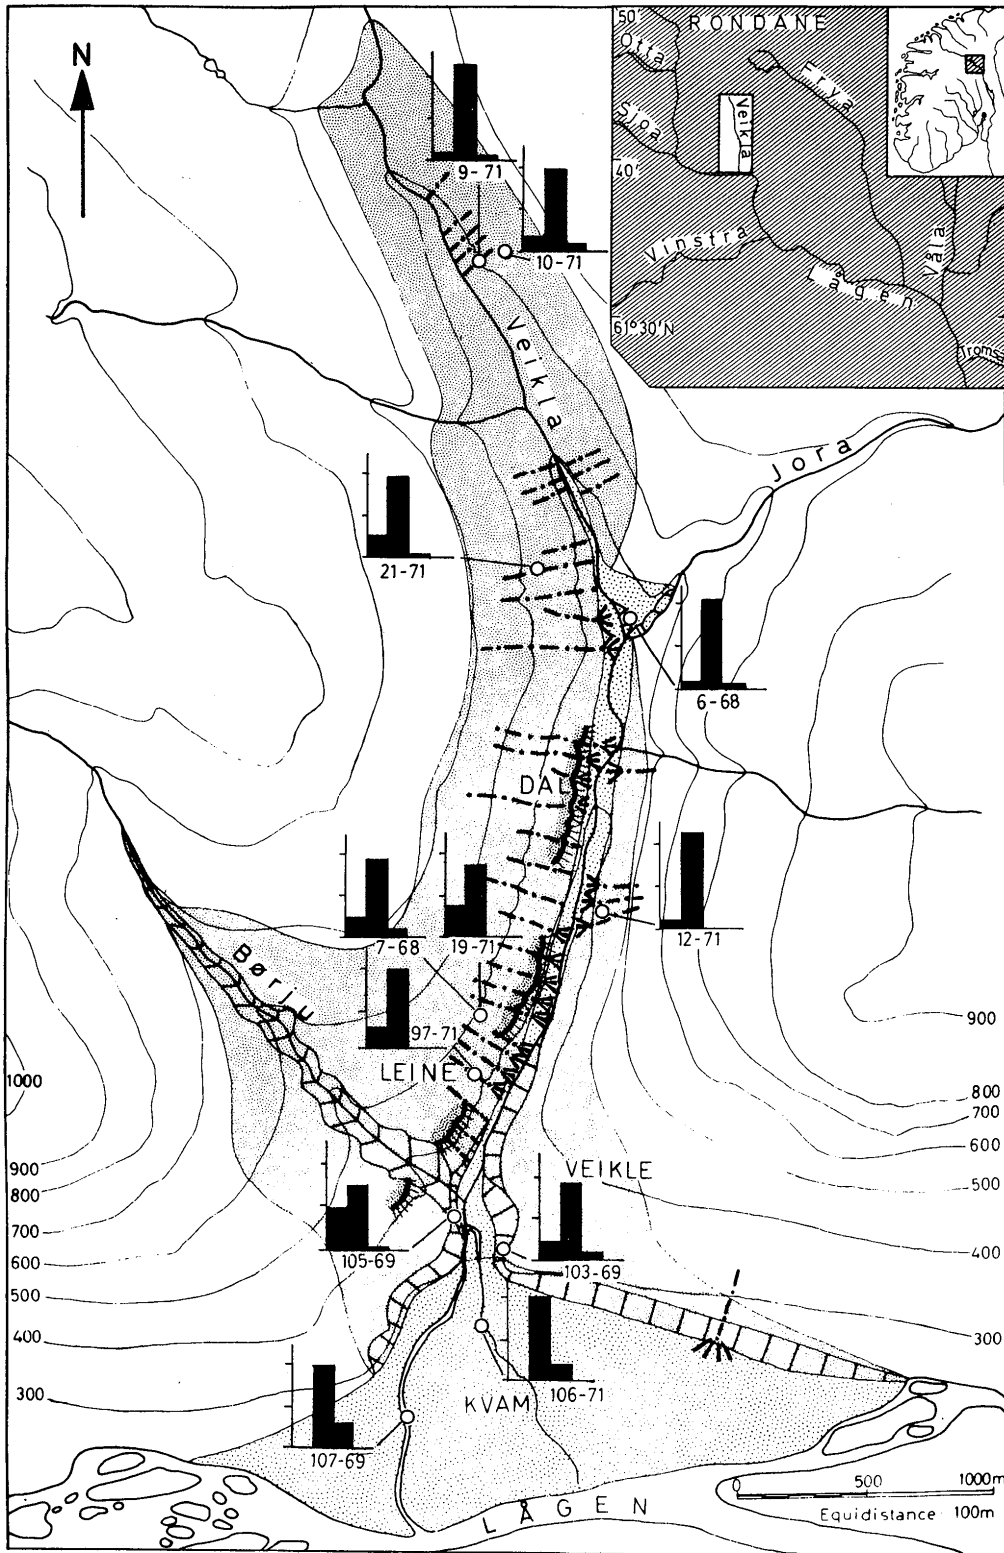 N
50'
RONDANE
Otta
Frya
Sjoa
Veikla
40'
Vinstra
Våla
Lågen
61°30'N
9-71
10-71
Veikla
Jora
21-71
6-68
DAL
7-68
19-71
12-71
Børju
97-71
LEINE
900
1000
800
700
600
VEIKLE
900
500
800
105-69
700
103-69
400
600
500
400
300
300
106-71
KVAM
107-69
0 500 1000m
Equidistance 100m
LÅGEN